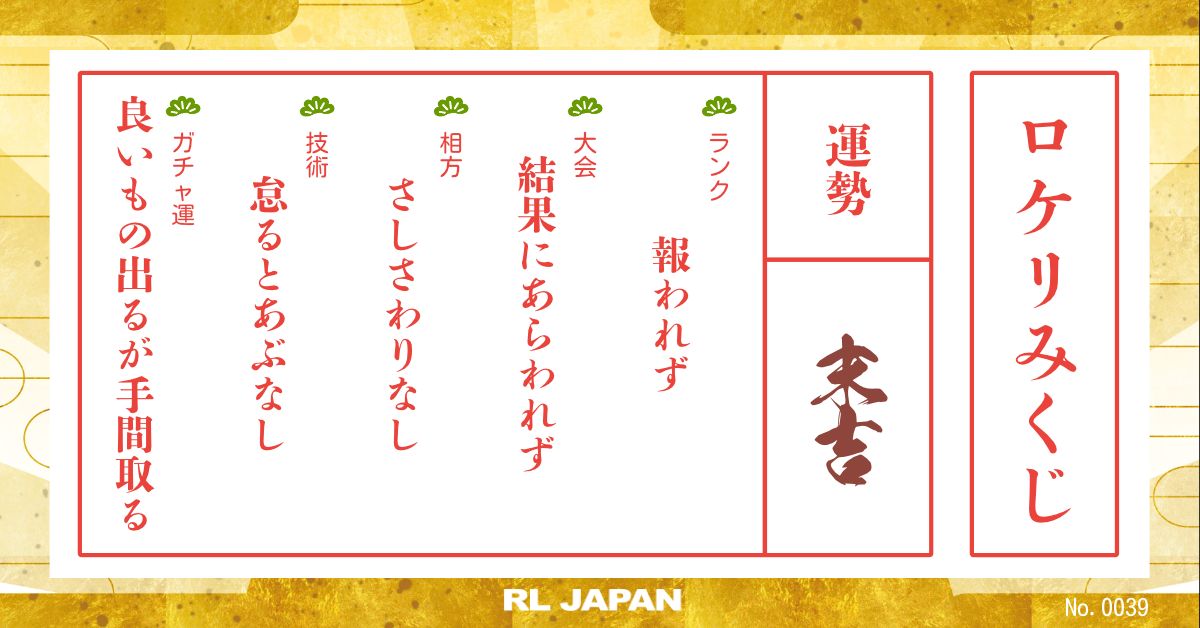 ロケリみくじ
運勢
末吉
ランク
報われず
大会
結果にあらわれず
相方
さしさわりなし
技術
怠るとあぶなし
ガチャ運
良いもの出るが手間取る
RL JAPAN
No. 0039